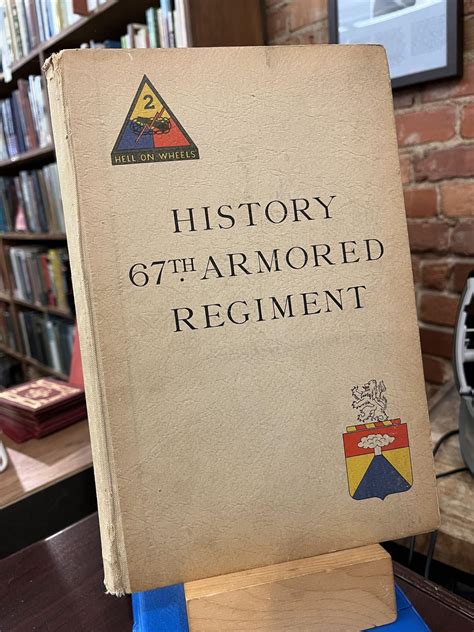 2
HELL ON WHEELS
HISTORY
67TH ARMORED
REGIMENT